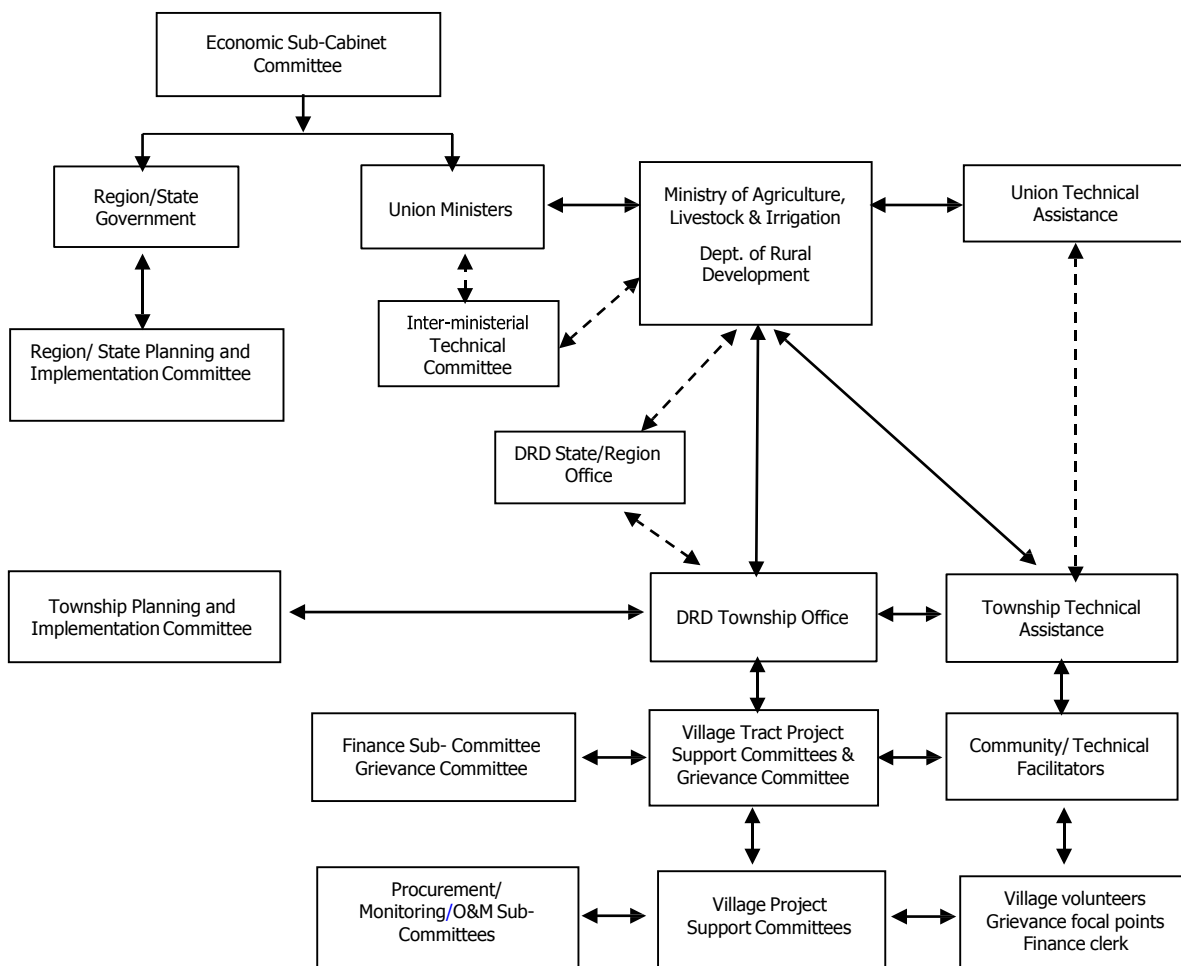 Economic Sub-Cabinet
Committee
Region/State
Government
Union Ministers
Ministry of Agriculture,
Livestock & Irrigation
Dept. of Rural
Development
Union Technical
Assistance
Region/ State Planning and
Implementation Committee
Inter-ministerial
Technical
Committee
DRD State/Region
Office
Township Planning and
Implementation Committee
DRD Township Office
Township Technical
Assistance
Finance Sub- Committee
Grievance Committee
Village Tract Project
Support Committees &
Grievance Committee
Community/ Technical
Facilitators
Procurement/
Monitoring/O&M Sub-
Committees
Village Project
Support Committees
Village volunteers
Grievance focal points
Finance clerk